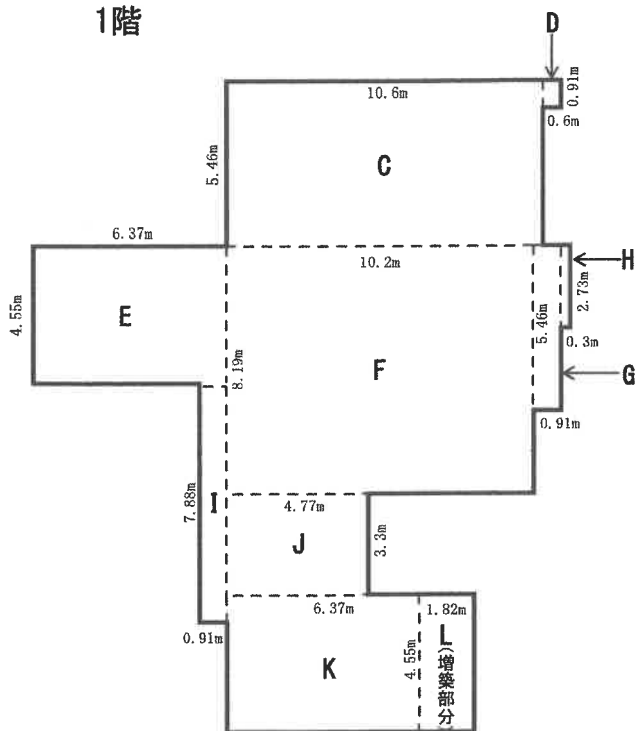 1階
D
10.6m
0.91m
0.6m
C
5.46m
6.37m
10.2m
H
2.73m
4.55m
E
5.46m
0.3m
8.19m
F
G
0.91m
7.88m
I
4.77m
J
3.3m
6.37m
1.82m
0.91m
K
4.55m
L
(増築部分)